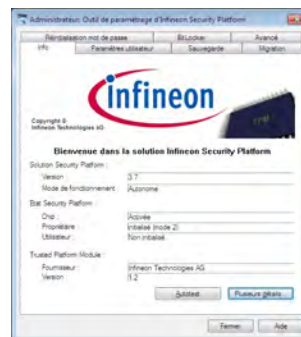 Administrateur: Outil de paramétrage d'Infineon Security Platform
Réinitialisation mot de passe
BitLocker
Avancé
Info
Paramètres utilisateur
Sauvegarde
Migration
infineon
TPM
Copyright ©
Infineon Technologies AG
Bienvenue dans la solution Infineon Security Platform
Solution Security Platform :
Version : 3.7
Mode de fonctionnement : Autonome
Etat Security Platform :
Chip : Activée
Propriétaire : Initialisé (mode 2)
Utilisateur : Non initialisé
Trusted Platform Module :
Fournisseur : Infineon Technologies AG
Version : 1.2
Autotest
Plusieurs détails...
Fermer
Aide